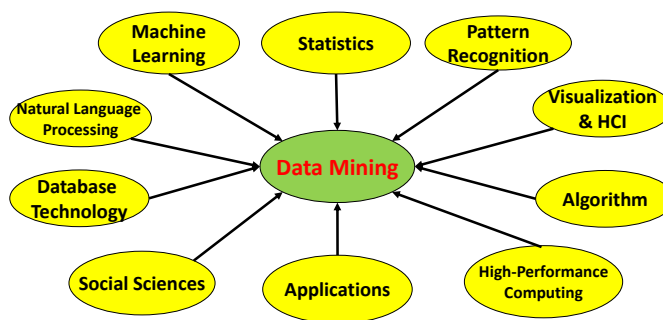 Machine
Learning
Statistics
Pattern
Recognition
Natural Language
Processing
Visualization
& HCI
Data Mining
Database
Technology
Algorithm
Social Sciences
Applications
High-Performance
Computing